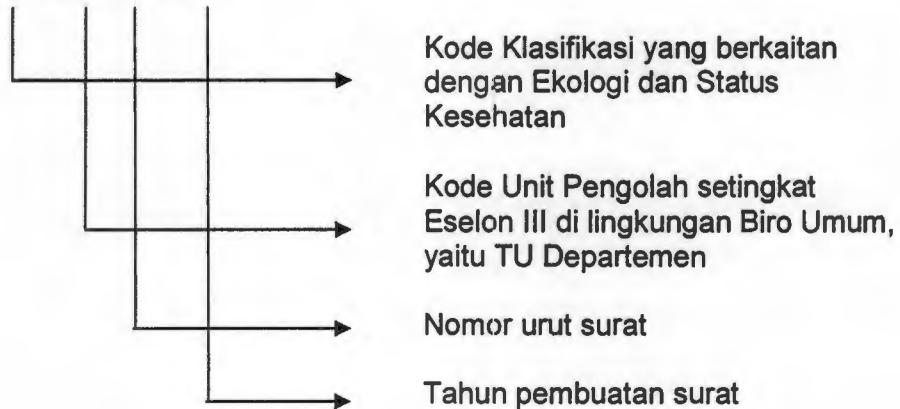 Kode Klasifikasi yang berkaitan
dengan Ekologi dan Status
Kesehatan
Kode Unit Pengolah setingkat
Eselon III di lingkungan Biro Umum,
yaitu TU Departemen
Nomor urut surat
Tahun pembuatan surat